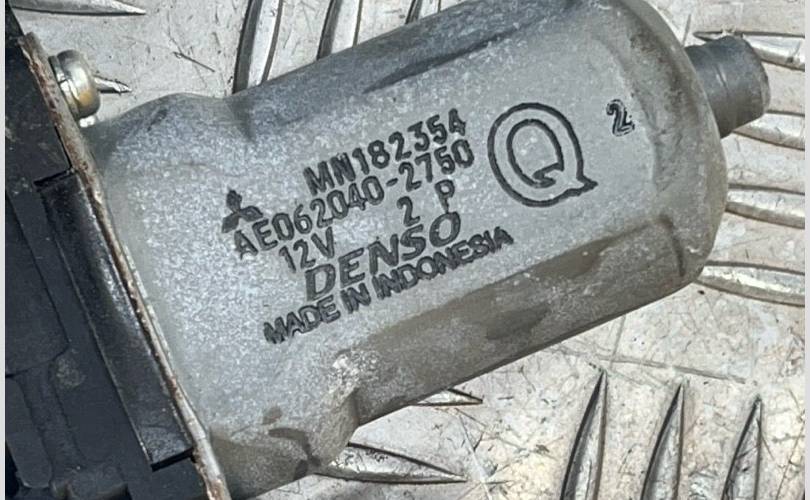 MN182354
AE062040-2750
12V 2 P
DENSO
MADE IN INDONESIA
Q
2